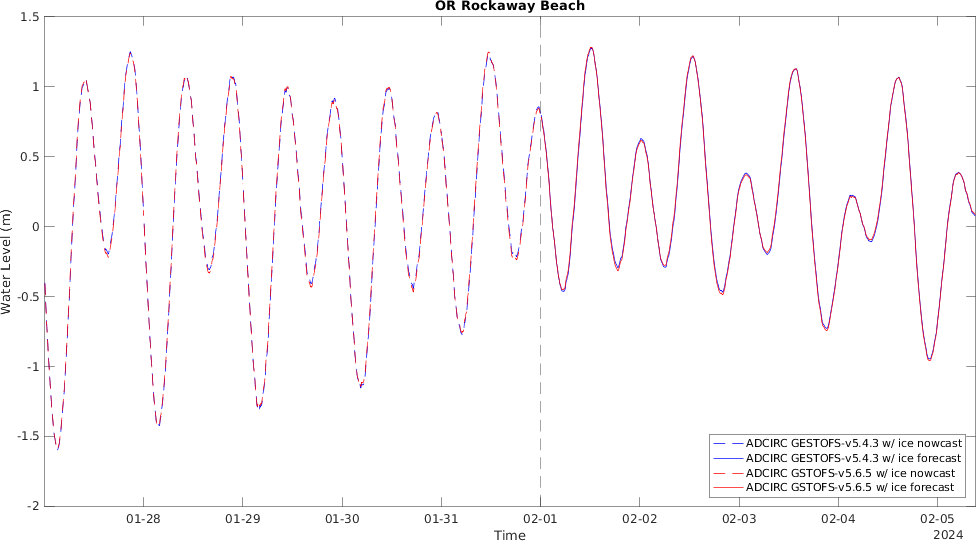 OR Rockaway Beach
1.5
1
0.5
0
-0.5
-1
-1.5
-2
Water Level (m)
01-28 01-29 01-30 01-31 02-01 02-02 02-03 02-04 02-05
Time
2024
ADCIRC GESTOFS-v5.4.3 w/ ice nowcast
ADCIRC GESTOFS-v5.4.3 w/ ice forecast
ADCIRC GSTOFS-v5.6.5 w/ ice nowcast
ADCIRC GSTOFS-v5.6.5 w/ ice forecast